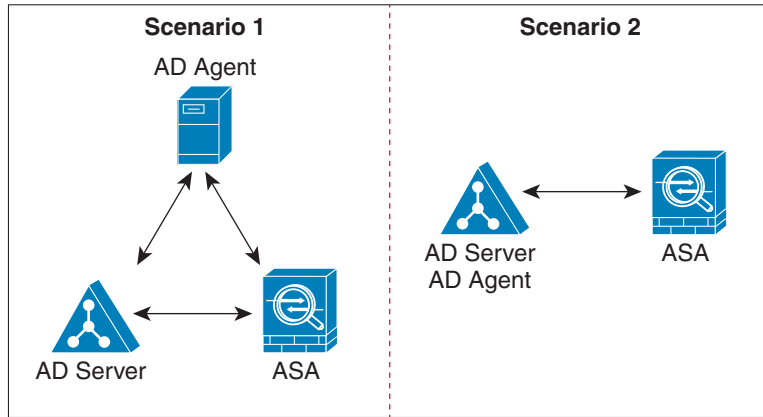 Scenario 1
AD Agent
AD Server
ASA
Scenario 2
AD Server
AD Agent
ASA